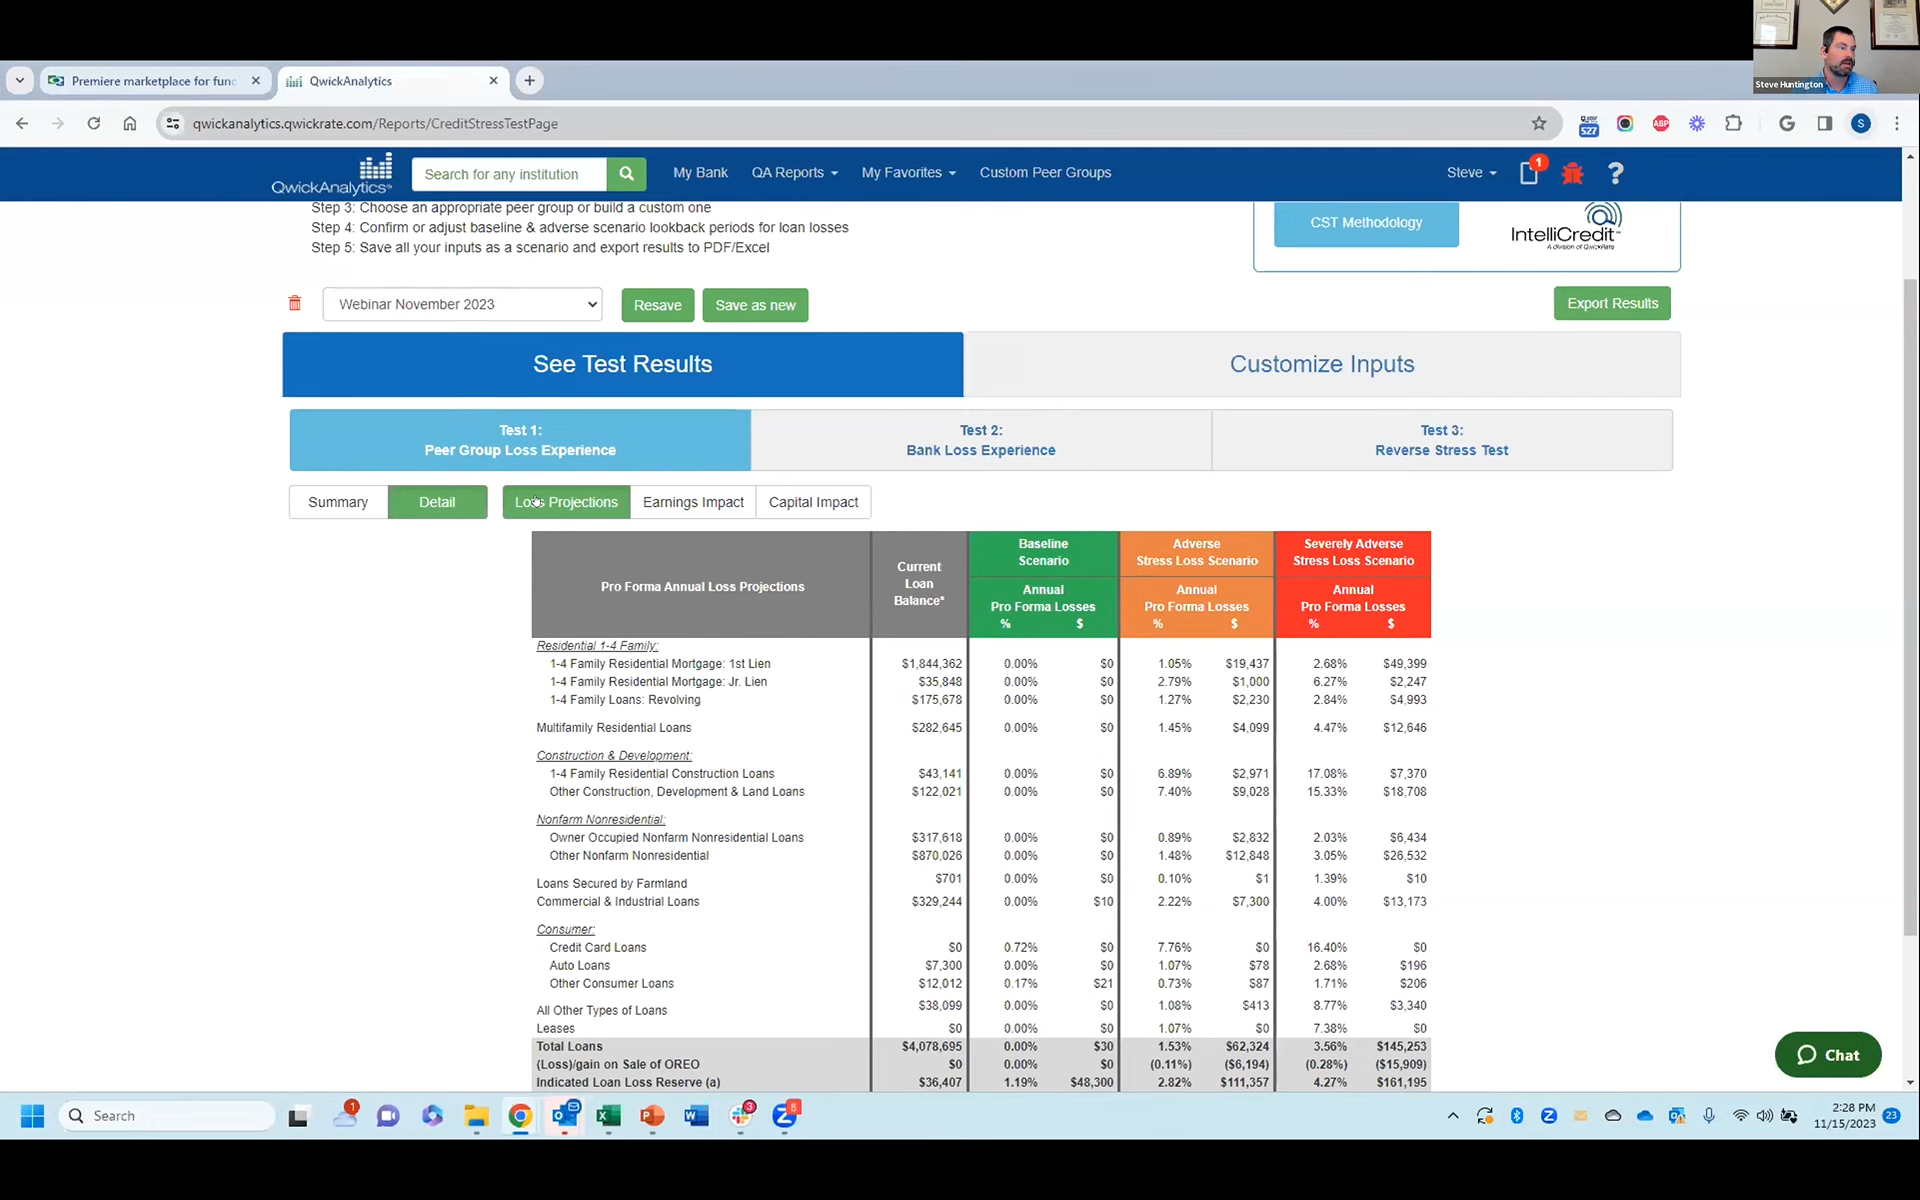 Steve Huntington
Premiere marketplace for func
QwickAnalytics
qwickanalytics.qwickrate.com/Reports/CreditStressTestPage
527
ABP
S
QwickAnalytics
Search for any institution
My Bank
QA Reports
My Favorites
Custom Peer Groups
Steve
1
?
Step 3: Choose an appropriate peer group or build a custom one
Step 4: Confirm or adjust baseline & adverse scenario lookback periods for loan losses
Step 5: Save all your inputs as a scenario and export results to PDF/Excel
CST Methodology
IntelliCredit
A division of QwickRate
Webinar November 2023
Resave
Save as new
Export Results
See Test Results
Customize Inputs
Test 1:
Peer Group Loss Experience
Test 2:
Bank Loss Experience
Test 3:
Reverse Stress Test
Summary
Detail
Loss Projections
Earnings Impact
Capital Impact
Pro Forma Annual Loss Projections
Current
Loan
Balance*
Baseline
Scenario
Annual
Pro Forma Losses
% $
Adverse
Stress Loss Scenario
Annual
Pro Forma Losses
% $
Severely Adverse
Stress Loss Scenario
Annual
Pro Forma Losses
% $
Residential 1-4 Family:
1-4 Family Residential Mortgage: 1st Lien $1,844,362 0.00% $0 1.05% $19,437 2.68% $49,399
1-4 Family Residential Mortgage: Jr. Lien $35,848 0.00% $0 2.79% $1,000 6.27% $2,247
1-4 Family Loans: Revolving $175,678 0.00% $0 1.27% $2,230 2.84% $4,993
Multifamily Residential Loans $282,645 0.00% $0 1.45% $4,099 4.47% $12,646
Construction & Development:
1-4 Family Residential Construction Loans $43,141 0.00% $0 6.89% $2,971 17.08% $7,370
Other Construction, Development & Land Loans $122,021 0.00% $0 7.40% $9,028 15.33% $18,708
Nonfarm Nonresidential:
Owner Occupied Nonfarm Nonresidential Loans $317,618 0.00% $0 0.89% $2,832 2.03% $6,434
Other Nonfarm Nonresidential $870,026 0.00% $0 1.48% $12,848 3.05% $26,532
Loans Secured by Farmland $701 0.00% $0 0.10% $1 1.39% $10
Commercial & Industrial Loans $329,244 0.00% $10 2.22% $7,300 4.00% $13,173
Consumer:
Credit Card Loans $0 0.72% $0 7.76% $0 16.40% $0
Auto Loans $7,300 0.00% $0 1.07% $78 2.68% $196
Other Consumer Loans $12,012 0.17% $21 0.73% $87 1.71% $206
All Other Types of Loans $38,099 0.00% $0 1.08% $413 8.77% $3,340
Leases $0 0.00% $0 1.07% $0 7.38% $0
Total Loans $4,078,695 0.00% $30 1.53% $62,324 3.56% $145,253
(Loss)/gain on Sale of OREO $0 0.00% $0 (0.11%) ($6,194) (0.28%) ($15,909)
Indicated Loan Loss Reserve (a) $36,407 1.19% $48,300 2.82% $111,357 4.27% $161,195
Chat
Search
1
3
8
2:28 PM
11/15/2023
23